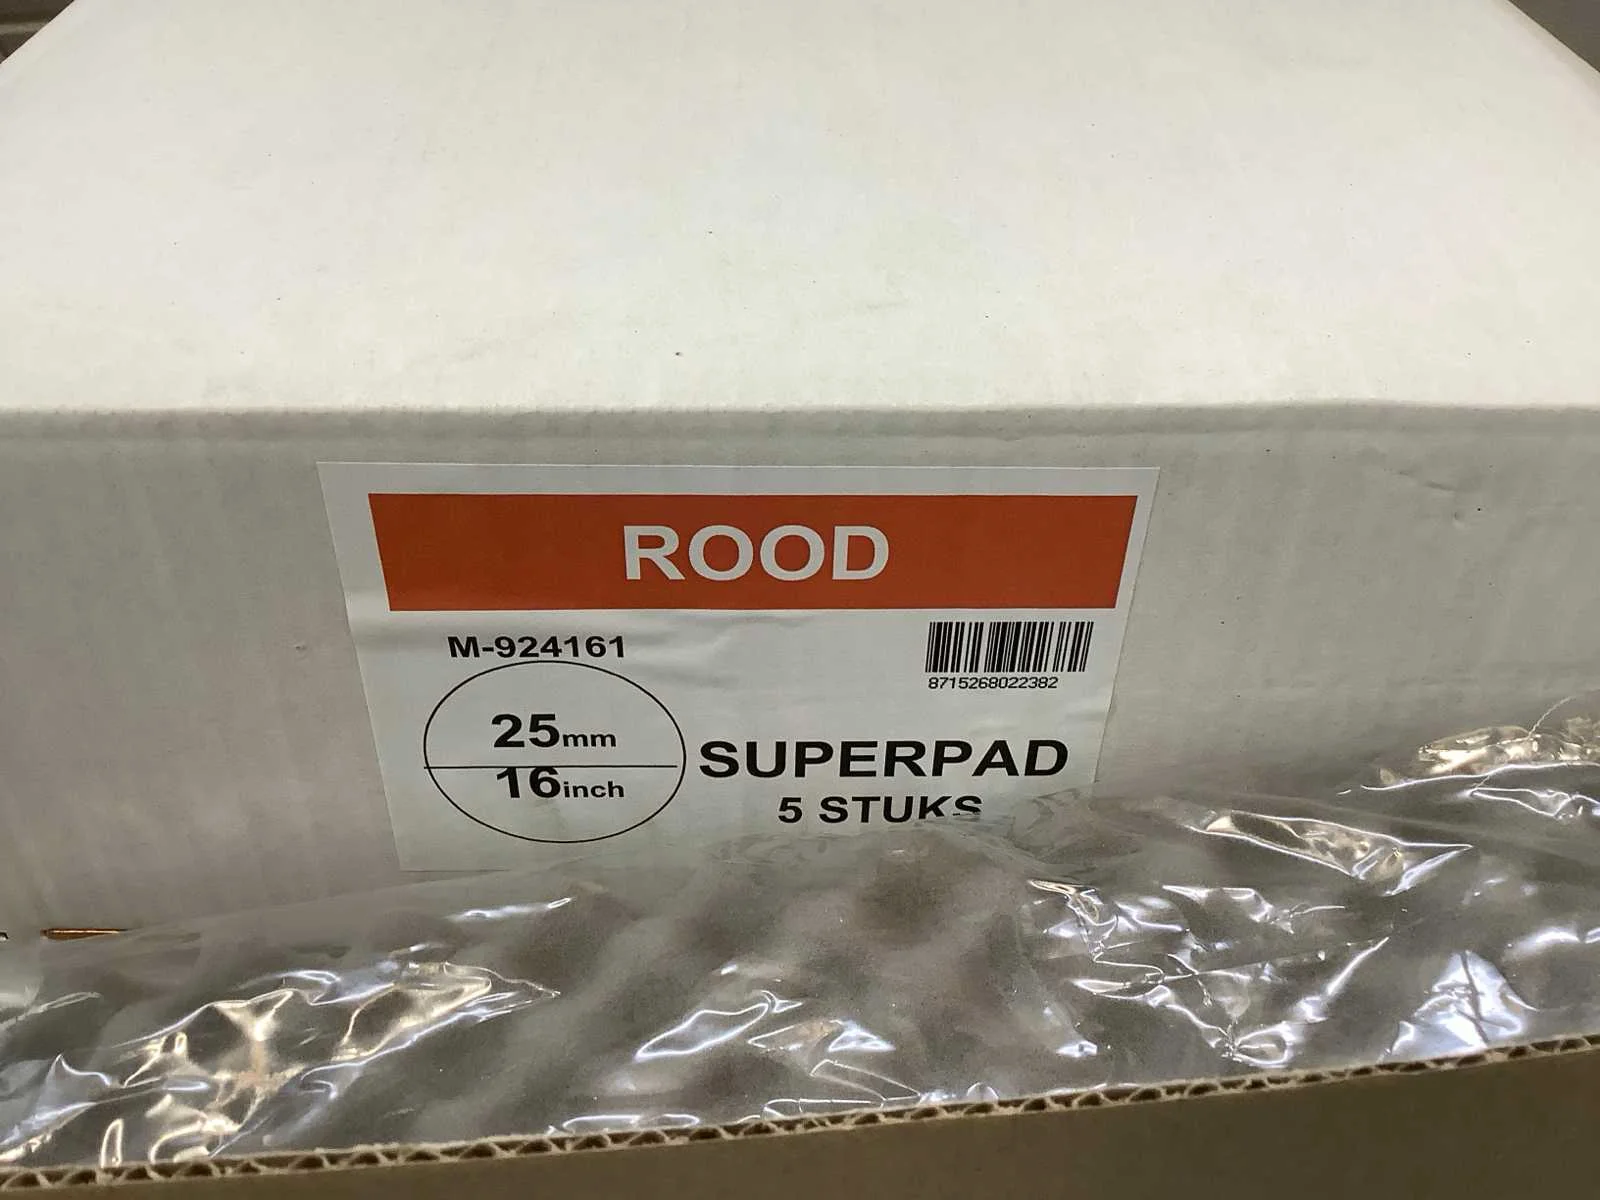 ROOD
M-924161
8715268022382
25mm
16inch
SUPERPAD
5 STUKS